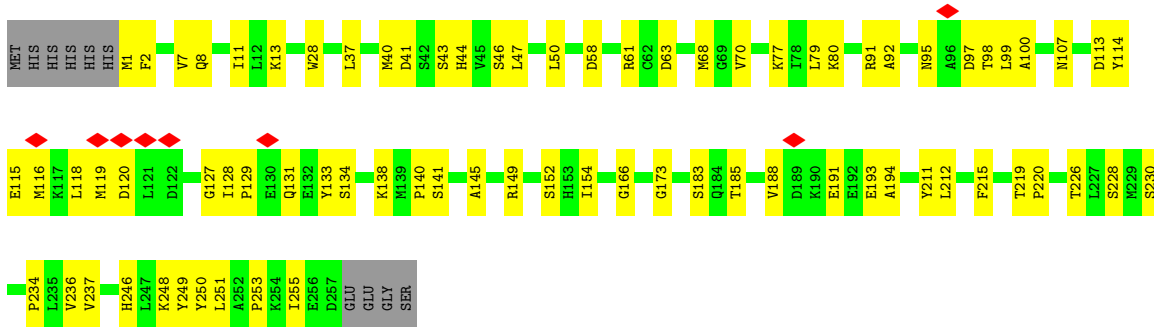 MET HIS HIS HIS HIS HIS M1 F2 V7 Q8 I11 L12 K13 W28 L37 M40 D41 S42 S43 H44 V45 S46 L47 L50 D58 R61 C62 D63 M68 G69 V70 K77 I78 L79 K80 R91 A92 N95 A96 D97 T98 L99 A100 N107 D113 Y114
E115 M116 K117 L118 M119 D120 L121 D122 G127 I128 P129 E130 Q131 E132 Y133 S134 K138 M139 P140 S141 A145 R149 S152 H153 I154 G166 G173 S183 Q184 T185 V188 D189 K190 E191 E192 E193 A194 Y211 L212 F215 T219 P220 T226 L227 S228 M229 S230
P234 L235 V236 V237 H246 L247 K248 Y249 Y250 L251 A252 P253 K254 I255 E256 D257 GLU GLU GLY SER